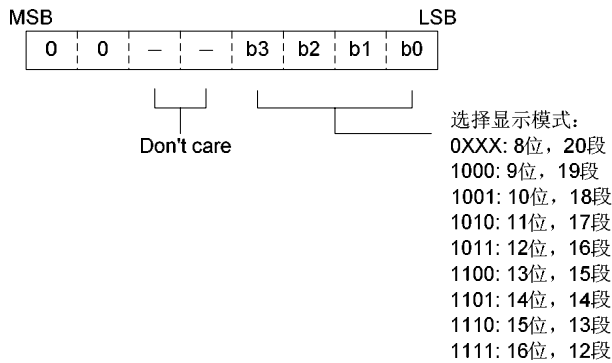 MSB LSB
0 0 – – b3 b2 b1 b0
Don't care
选择显示模式：
0XXX: 8位，20段
1000: 9位，19段
1001: 10位，18段
1010: 11位，17段
1011: 12位，16段
1100: 13位，15段
1101: 14位，14段
1110: 15位，13段
1111: 16位，12段